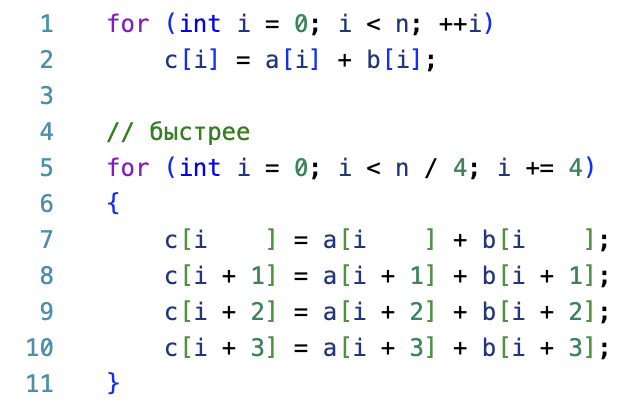 1 for (int i = 0; i < n; ++i)
2     c[i] = a[i] + b[i];
3
4 // быстрее
5 for (int i = 0; i < n / 4; i += 4)
6 {
7     c[i    ] = a[i    ] + b[i    ];
8     c[i + 1] = a[i + 1] + b[i + 1];
9     c[i + 2] = a[i + 2] + b[i + 2];
10     c[i + 3] = a[i + 3] + b[i + 3];
11 }